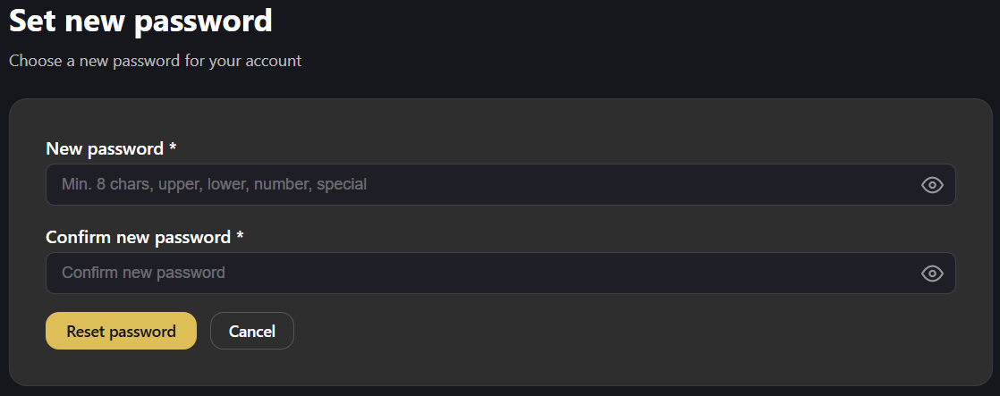 Set new password
Choose a new password for your account
New password *
Min. 8 chars, upper, lower, number, special
Confirm new password *
Confirm new password
Reset password Cancel